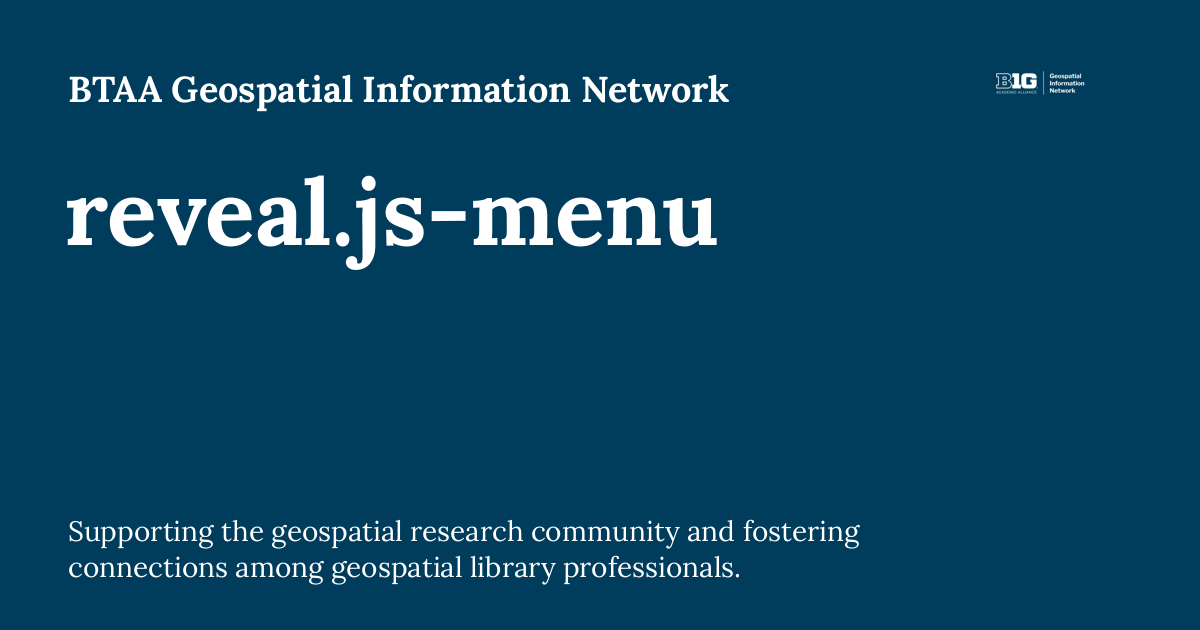 BTAA Geospatial Information Network
B1G
ACADEMIC ALLIANCE
Geospatial
Information
Network
reveal.js-menu
Supporting the geospatial research community and fostering
connections among geospatial library professionals.